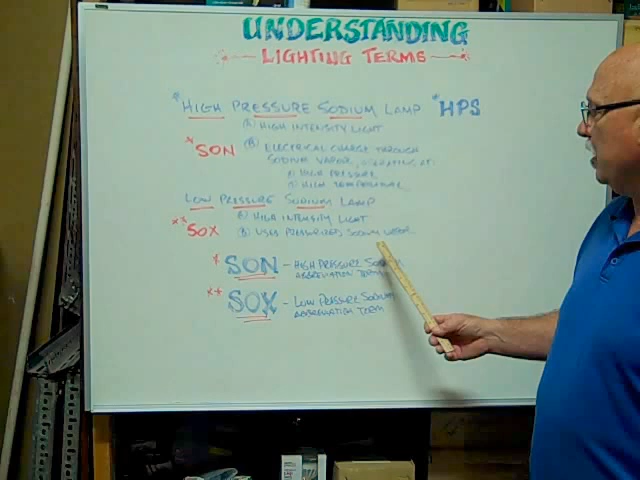 UNDERSTANDING
LIGHTING TERMS
* HIGH PRESSURE SODIUM LAMP *HPS
(A) HIGH INTENSITY LIGHT
* SON (B) ELECTRICAL CHARGE THROUGH
SODIUM VAPOR, OPERATING AT:
HIGH PRESSURE
HIGH TEMPERATURE
LOW PRESSURE SODIUM LAMP
HIGH INTENSITY LIGHT
** SOX (B) USES PRESSURIZED SODIUM VAPOR
* SON - HIGH PRESSURE SODIUM
ABBREVIATION TERM
** SOX - LOW PRESSURE SODIUM
ABBREVIATION TERM